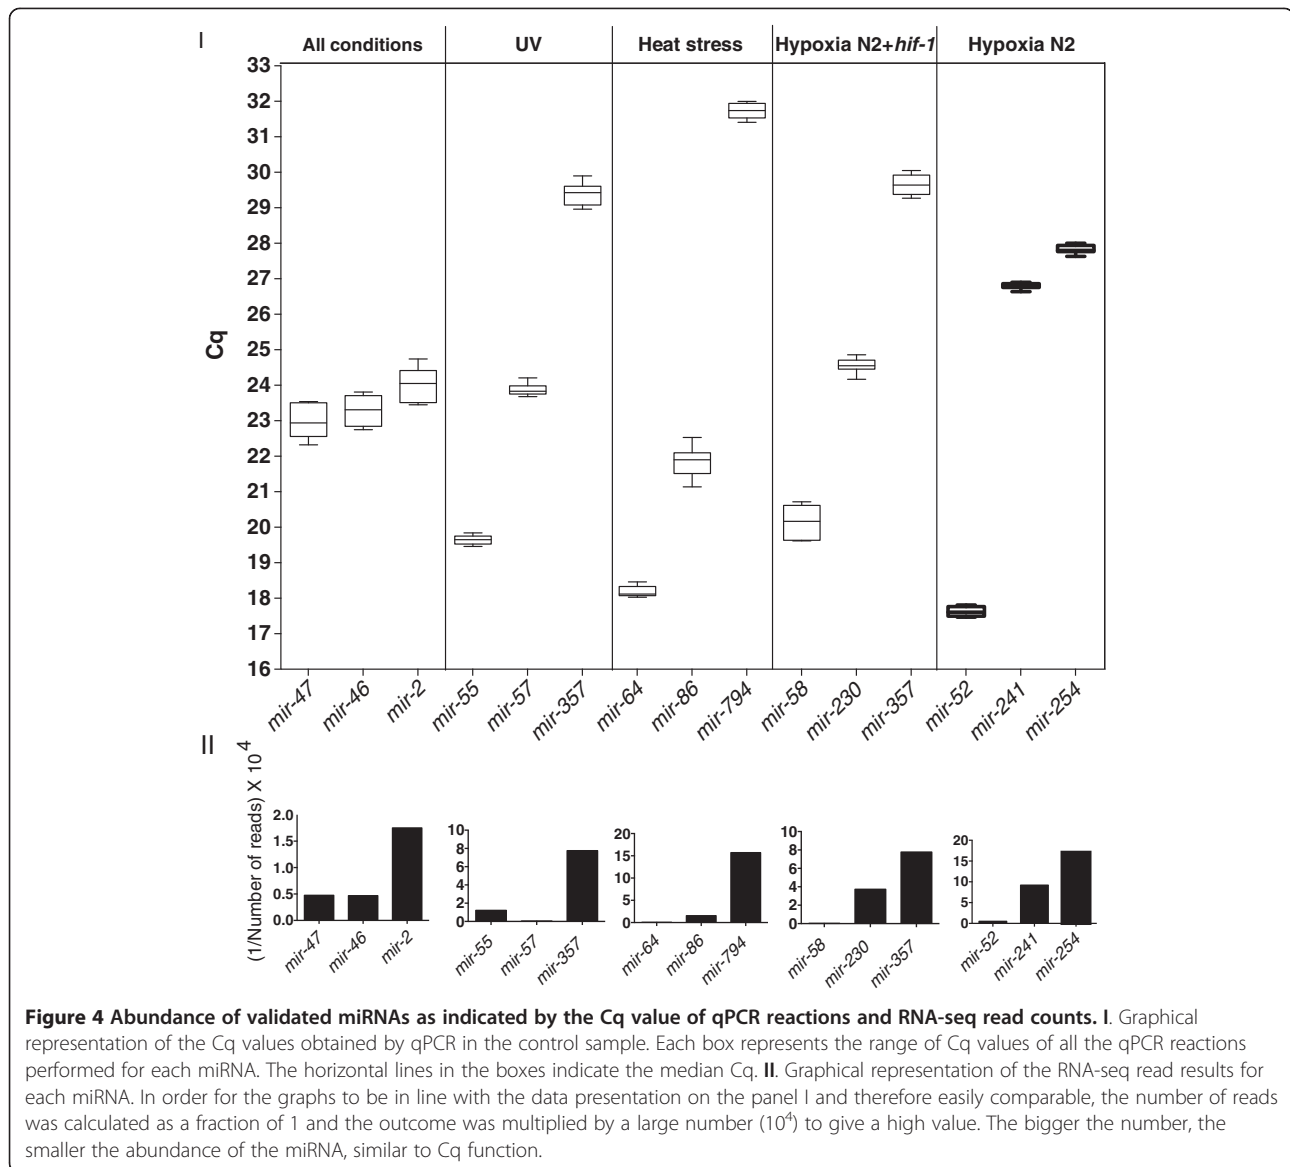 I
All conditions
UV
Heat stress
Hypoxia N2+hif-1
Hypoxia N2
Cq
33
32
31
30
29
28
27
26
25
24
23
22
21
20
19
18
17
16
mir-47
mir-46
mir-2
mir-55
mir-57
mir-357
mir-64
mir-86
mir-794
mir-58
mir-230
mir-357
mir-52
mir-241
mir-254
II
(1/Number of reads) X 10⁴
2.0
1.5
1.0
0.5
0.0
mir-47
mir-46
mir-2
10
8
6
4
2
0
mir-55
mir-57
mir-357
20
15
10
5
0
mir-64
mir-86
mir-794
10
8
6
4
2
0
mir-58
mir-230
mir-357
20
15
10
5
0
mir-52
mir-241
mir-254
Figure 4 Abundance of validated miRNAs as indicated by the Cq value of qPCR reactions and RNA-seq read counts. I. Graphical
representation of the Cq values obtained by qPCR in the control sample. Each box represents the range of Cq values of all the qPCR reactions
performed for each miRNA. The horizontal lines in the boxes indicate the median Cq. II. Graphical representation of the RNA-seq read results for
each miRNA. In order for the graphs to be in line with the data presentation on the panel I and therefore easily comparable, the number of reads
was calculated as a fraction of 1 and the outcome was multiplied by a large number (10⁴) to give a high value. The bigger the number, the
smaller the abundance of the miRNA, similar to Cq function.